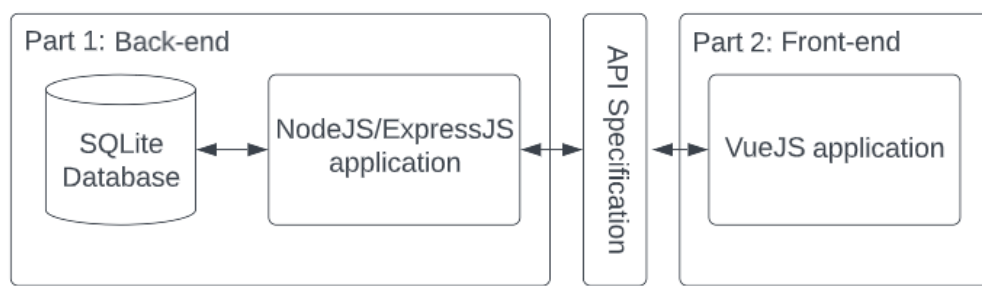 Part 1: Back-end
SQLite
Database
NodeJS/ExpressJS
application
API Specification
Part 2: Front-end
VueJS application